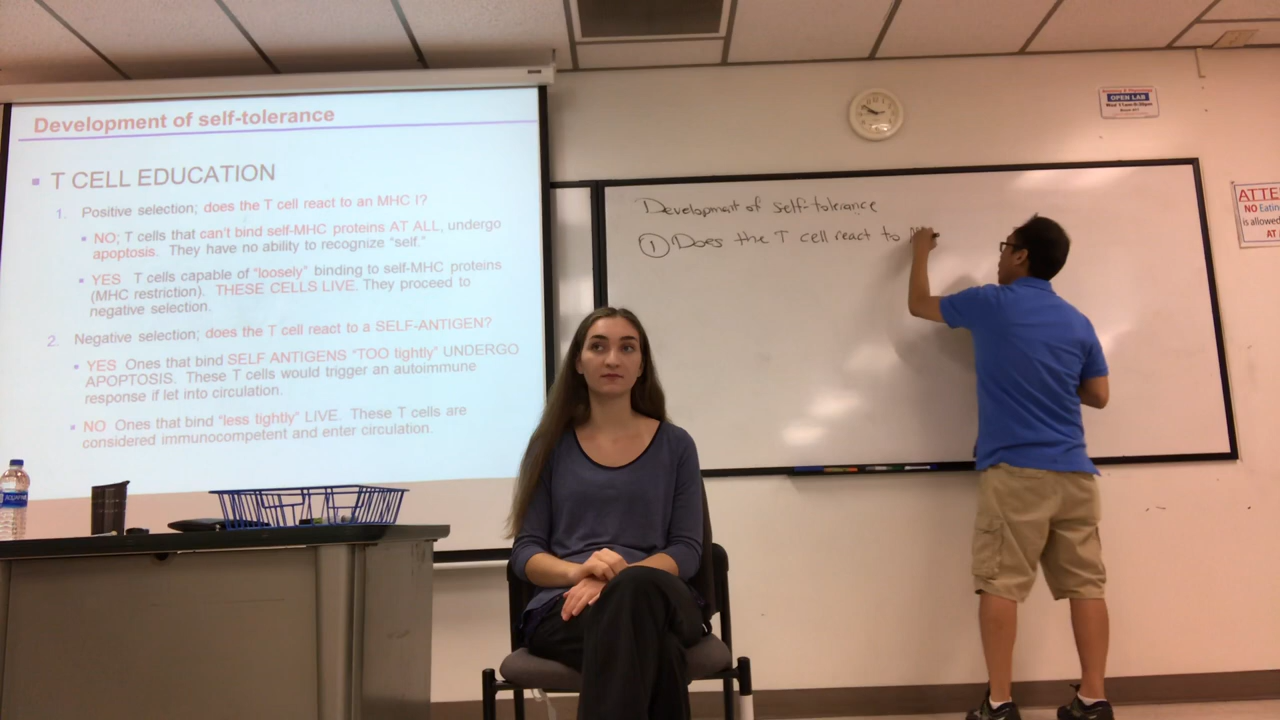 Development of self-tolerance
T CELL EDUCATION
1. Positive selection; does the T cell react to an MHC I?
NO; T cells that can't bind self-MHC proteins AT ALL, undergo
apoptosis. They have no ability to recognize "self."
YES T cells capable of "loosely" binding to self-MHC proteins
(MHC restriction). THESE CELLS LIVE. They proceed to
negative selection.
2. Negative selection; does the T cell react to a SELF-ANTIGEN?
YES Ones that bind SELF ANTIGENS "TOO tightly" UNDERGO
APOPTOSIS. These T cells would trigger an autoimmune
response if let into circulation.
NO Ones that bind "less tightly" LIVE. These T cells are
considered immunocompetent and enter circulation.
Development of self-tolerance
1 Does the T cell react to
OPEN LAB
ATTE
NO Eatin
is allowed
AT